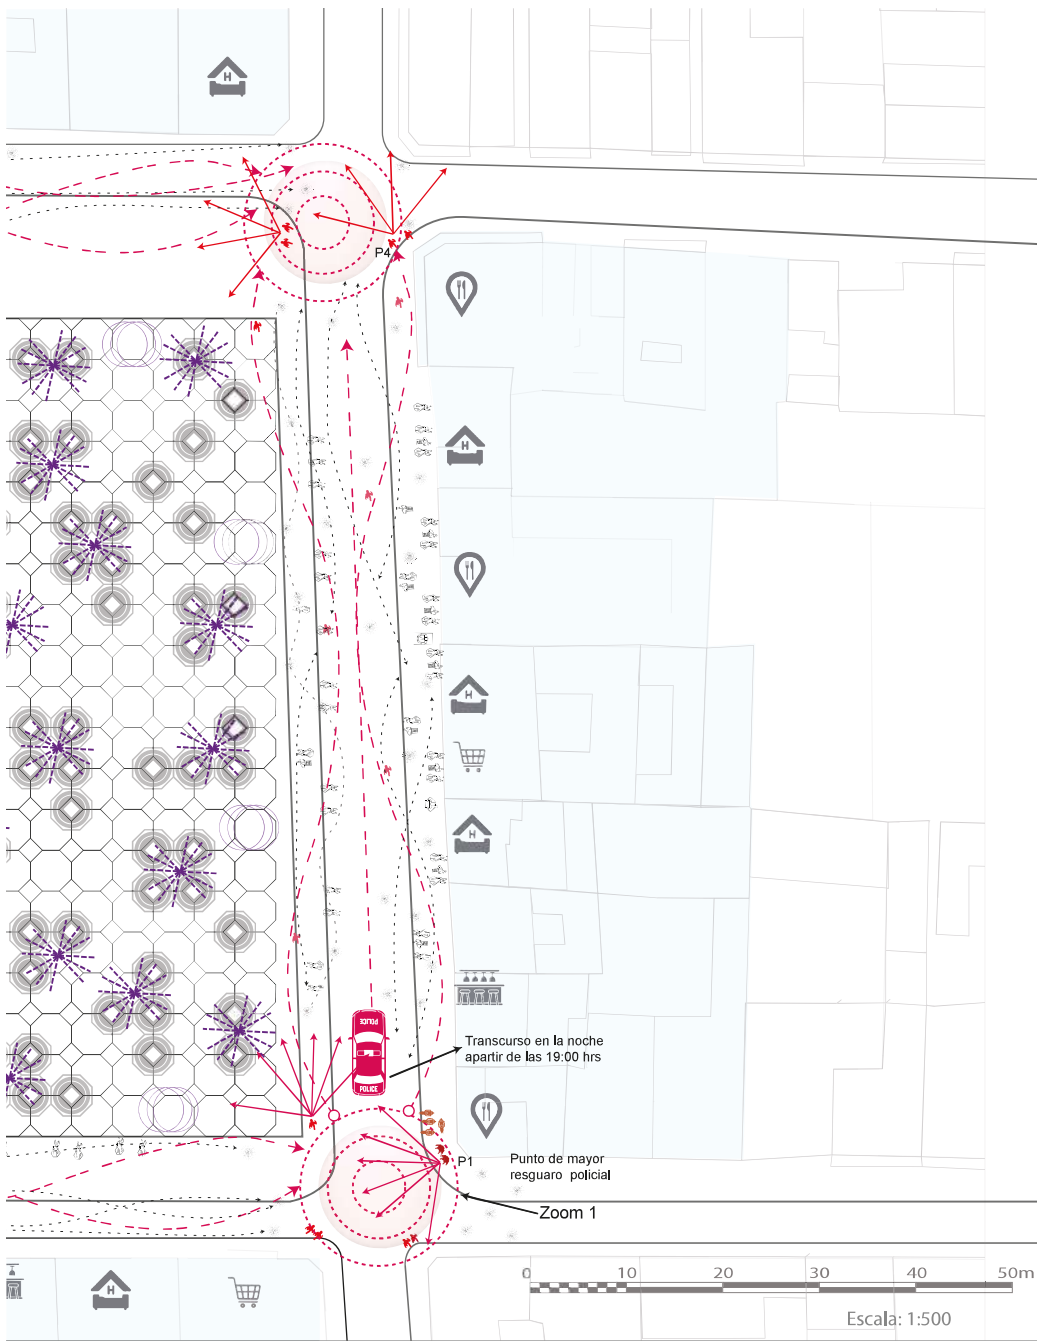 H
P4
H
H
H
POLICE
POLICE
Transcurso en la noche
apartir de las 19:00 hrs
P1
Punto de mayor
resguaro policial
Zoom 1
H
0 10 20 30 40 50m
Escala: 1:500